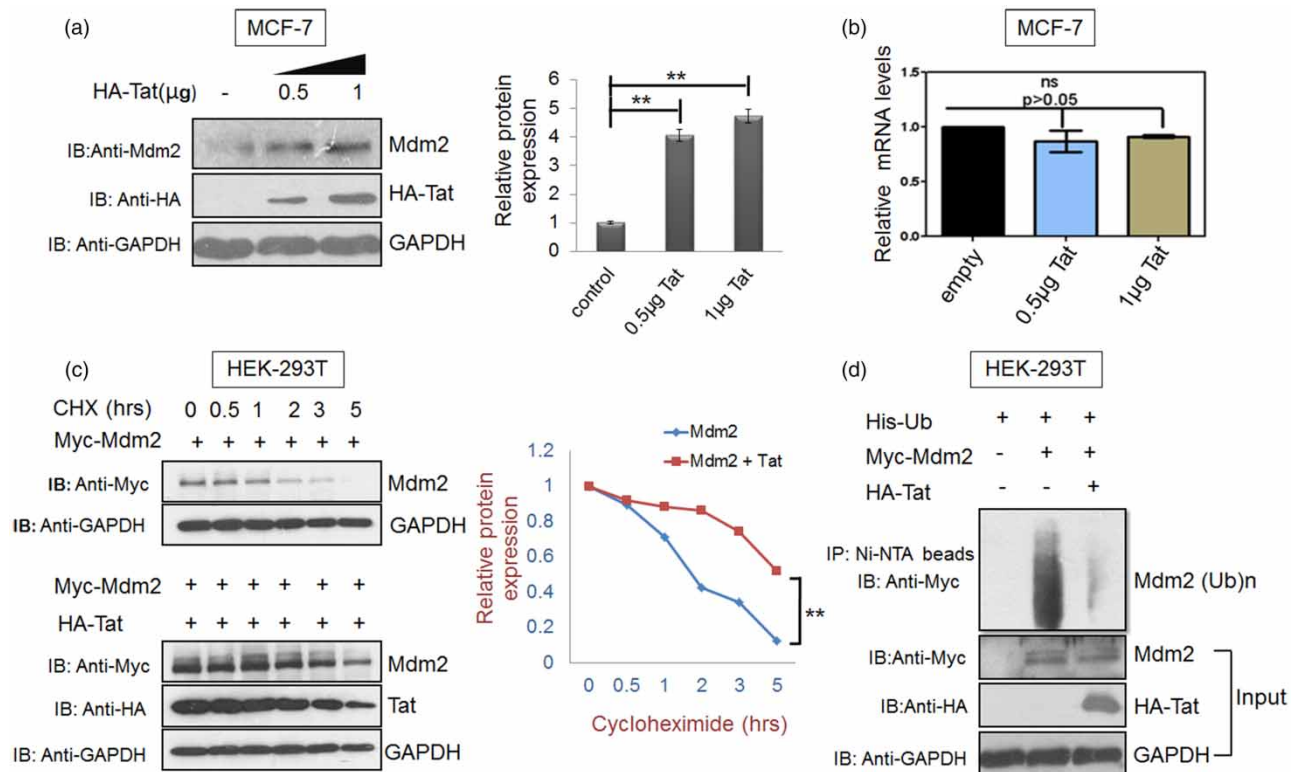 (a)
MCF-7
HA-Tat(µg) - 0.5 1
IB:Anti-Mdm2 Mdm2
IB: Anti-HA HA-Tat
IB: Anti-GAPDH GAPDH
Relative protein
expression
6
5
4
3
2
1
0
**
**
control
0.5µg Tat
1µg Tat
(b)
MCF-7
Relative mRNA levels
1.5
1.0
0.5
0.0
ns
p>0.05
empty
0.5µg Tat
1µg Tat
(c)
HEK-293T
CHX (hrs) 0 0.5 1 2 3 5
Myc-Mdm2 + + + + + +
IB: Anti-Myc Mdm2
IB: Anti-GAPDH GAPDH
Myc-Mdm2 + + + + + +
HA-Tat + + + + + +
IB: Anti-Myc Mdm2
IB: Anti-HA Tat
IB: Anti-GAPDH GAPDH
Mdm2
Mdm2 + Tat
Relative protein
expression
1.2
1
0.8
0.6
0.4
0.2
0
**
0 0.5 1 2 3 5
Cycloheximide (hrs)
(d)
HEK-293T
His-Ub + + +
Myc-Mdm2 - + +
HA-Tat - - +
IP: Ni-NTA beads
IB: Anti-Myc Mdm2 (Ub)n
IB:Anti-Myc Mdm2
IB:Anti-HA HA-Tat
IB: Anti-GAPDH GAPDH
Input